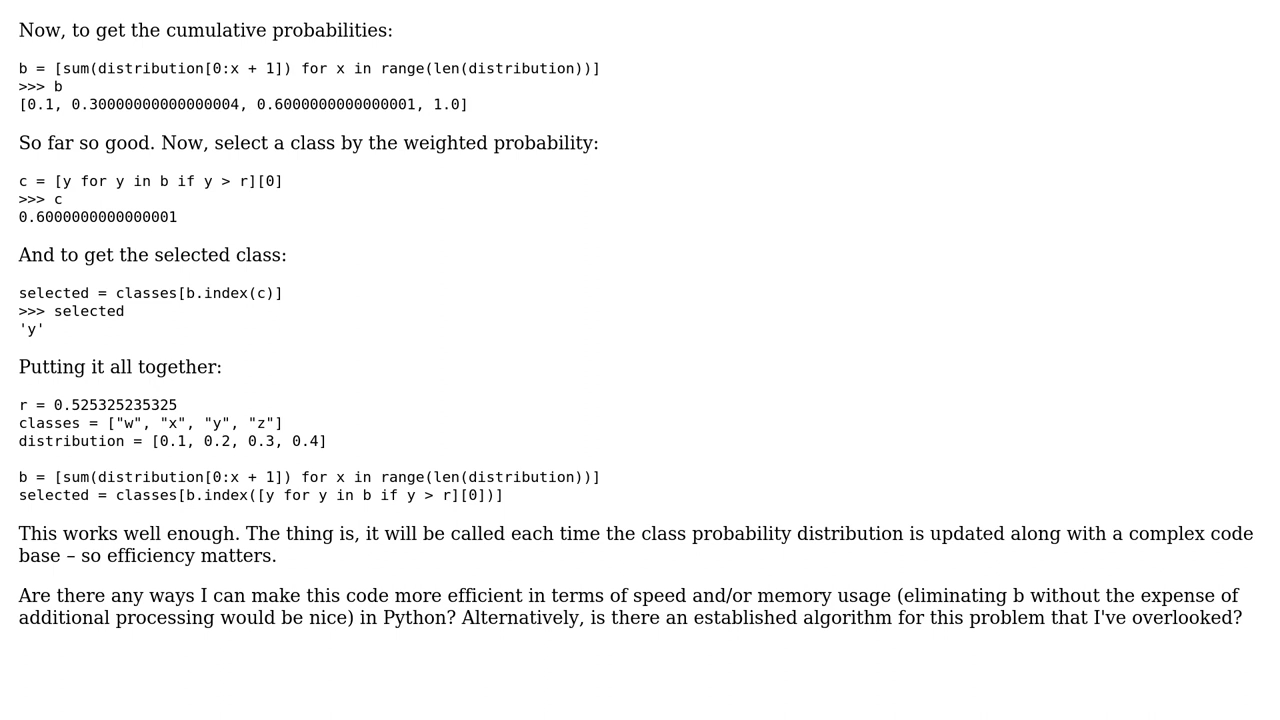 Now, to get the cumulative probabilities:
b = [sum(distribution[0:x + 1]) for x in range(len(distribution))]
>>> b
[0.1, 0.30000000000000004, 0.6000000000000001, 1.0]
So far so good. Now, select a class by the weighted probability:
c = [y for y in b if y > r][0]
>>> c
0.6000000000000001
And to get the selected class:
selected = classes[b.index(c)]
>>> selected
'y'
Putting it all together:
r = 0.525325235325
classes = ["w", "x", "y", "z"]
distribution = [0.1, 0.2, 0.3, 0.4]
b = [sum(distribution[0:x + 1]) for x in range(len(distribution))]
selected = classes[b.index([y for y in b if y > r][0])]
This works well enough. The thing is, it will be called each time the class probability distribution is updated along with a complex code
base – so efficiency matters.
Are there any ways I can make this code more efficient in terms of speed and/or memory usage (eliminating b without the expense of
additional processing would be nice) in Python? Alternatively, is there an established algorithm for this problem that I've overlooked?